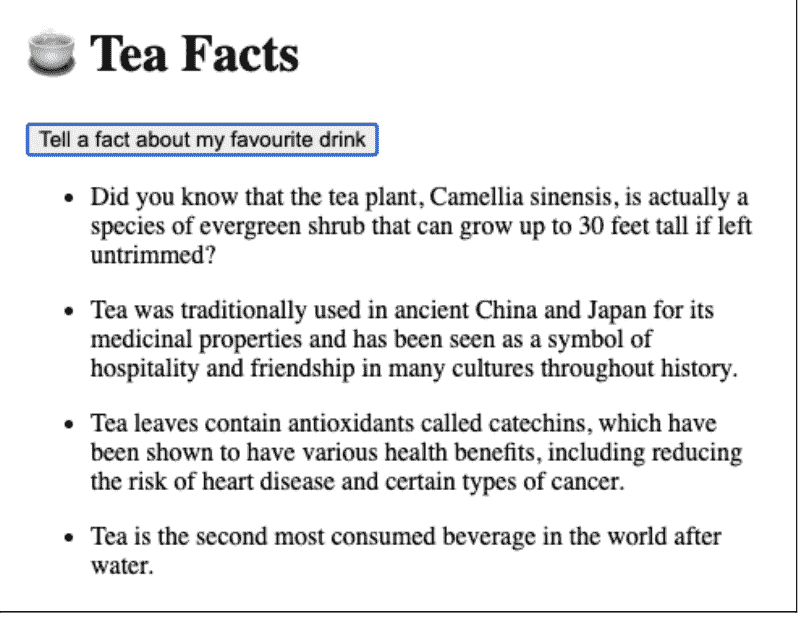 Tea Facts
Tell a fact about my favourite drink
• Did you know that the tea plant, Camellia sinensis, is actually a
species of evergreen shrub that can grow up to 30 feet tall if left
untrimmed?
• Tea was traditionally used in ancient China and Japan for its
medicinal properties and has been seen as a symbol of
hospitality and friendship in many cultures throughout history.
• Tea leaves contain antioxidants called catechins, which have
been shown to have various health benefits, including reducing
the risk of heart disease and certain types of cancer.
• Tea is the second most consumed beverage in the world after
water.